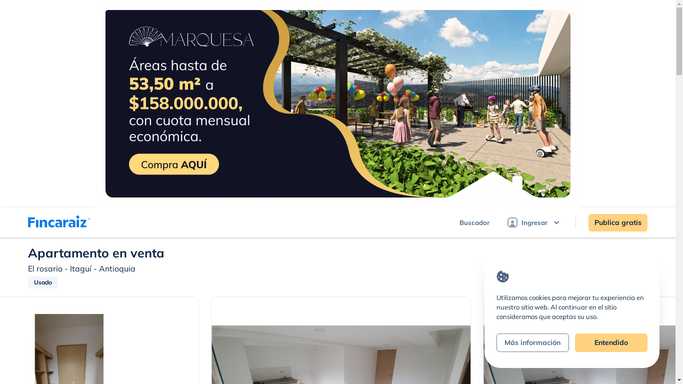 MARQUESA
Áreas hasta de
53,50 m² a
$158.000.000,
con cuota mensual
económica.
Compra AQUÍ
Fincaraiz
Buscador
Ingresar
Publica gratis
Apartamento en venta
El rosario - Itaguí - Antioquia
Usado
Utilizamos cookies para mejorar tu experiencia en
nuestro sitio web. Al continuar en el sitio
consideramos que aceptas su uso.
Más información
Entendido